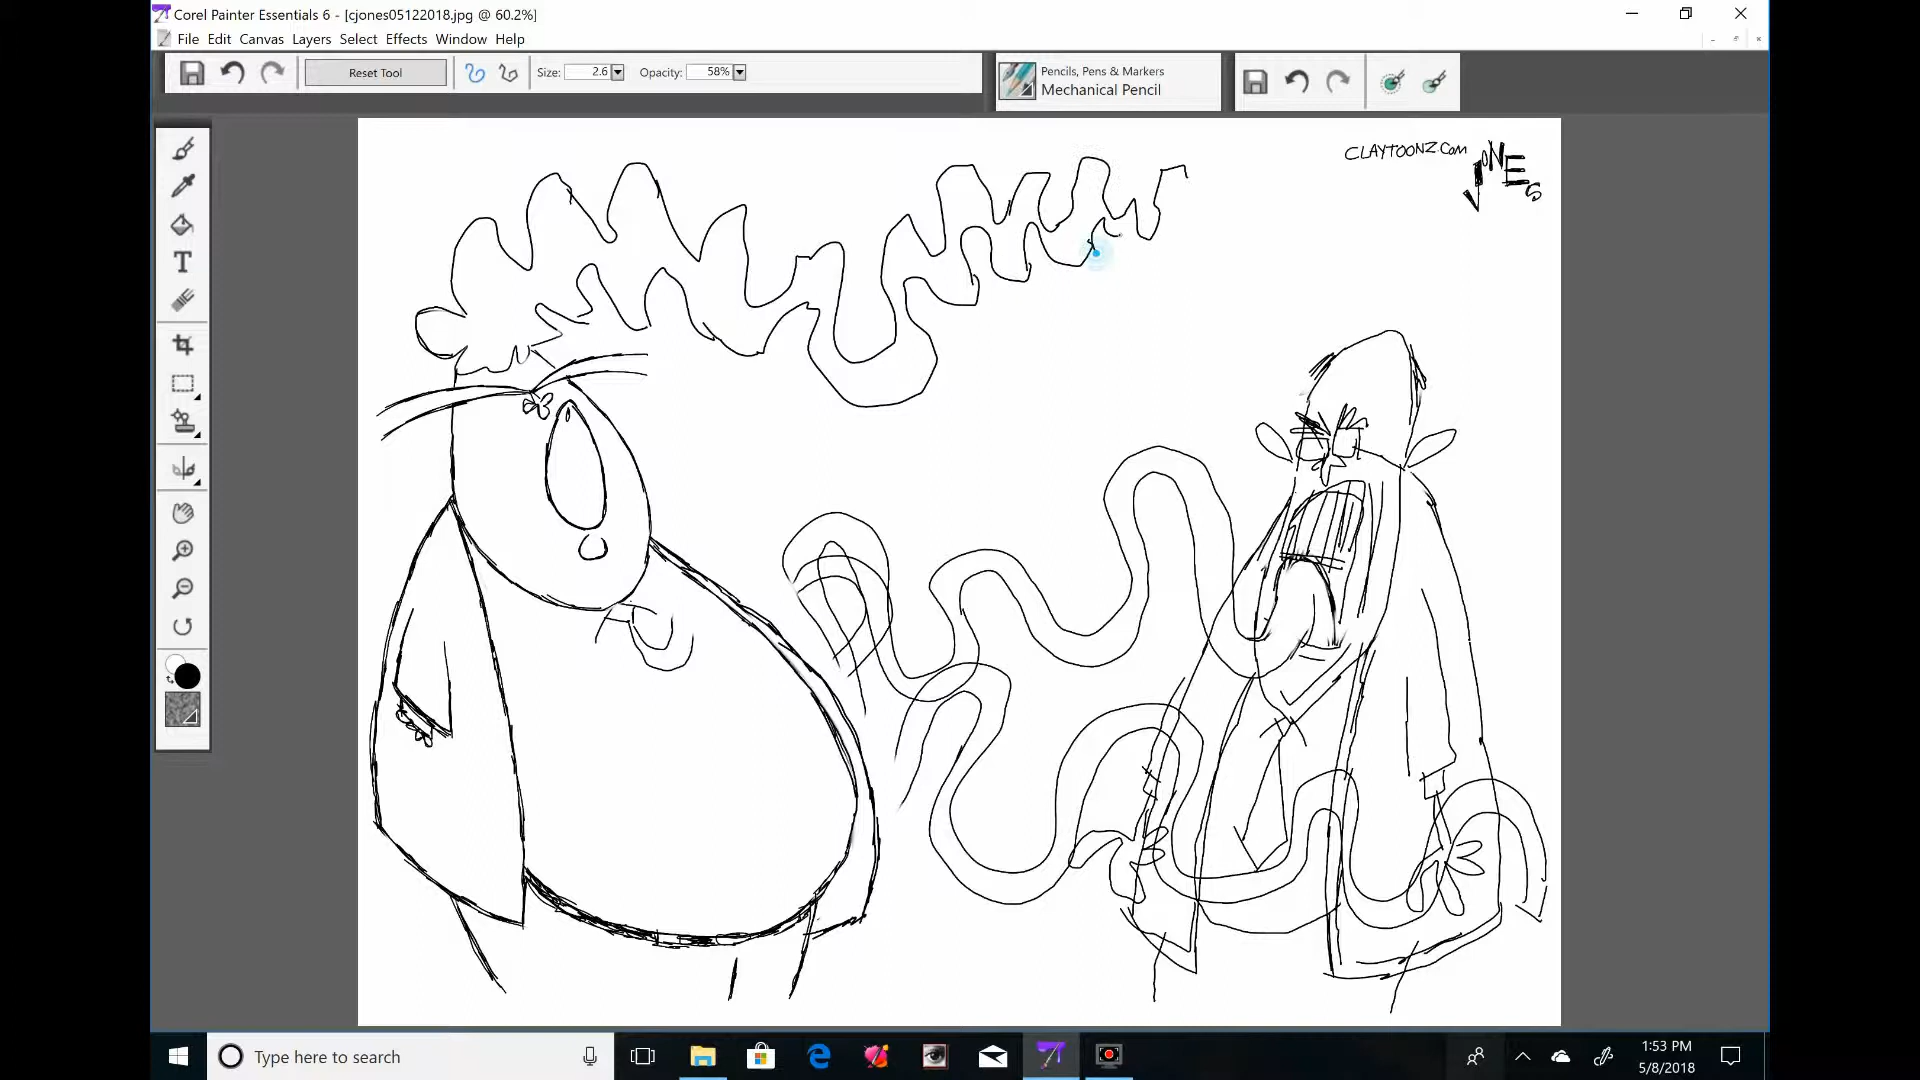 Corel Painter Essentials 6 - [cjones05122018.jpg @ 60.2%]
File Edit Canvas Layers Select Effects Window Help
Reset Tool
Size: 2.6
Opacity: 58%
Pencils, Pens & Markers
Mechanical Pencil
CLAYTOONZ.COM
JONES
T
Type here to search
1:53 PM
5/8/2018